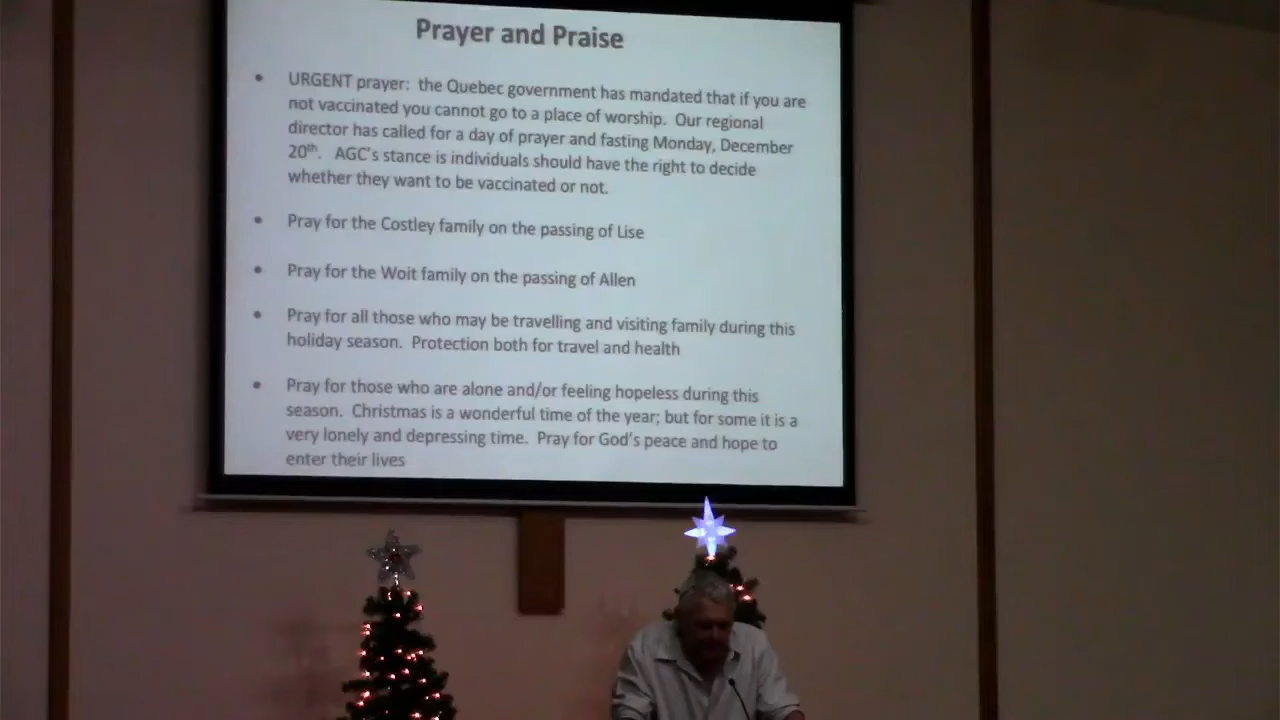 Prayer and Praise
• URGENT prayer:  the Quebec government has mandated that if you are
not vaccinated you cannot go to a place of worship.  Our regional
director has called for a day of prayer and fasting Monday, December
20th.   AGC's stance is individuals should have the right to decide
whether they want to be vaccinated or not.
• Pray for the Costley family on the passing of Lise
• Pray for the Woit family on the passing of Allen
• Pray for all those who may be travelling and visiting family during this
holiday season.  Protection both for travel and health
• Pray for those who are alone and/or feeling hopeless during this
season.  Christmas is a wonderful time of the year; but for some it is a
very lonely and depressing time.  Pray for God's peace and hope to
enter their lives